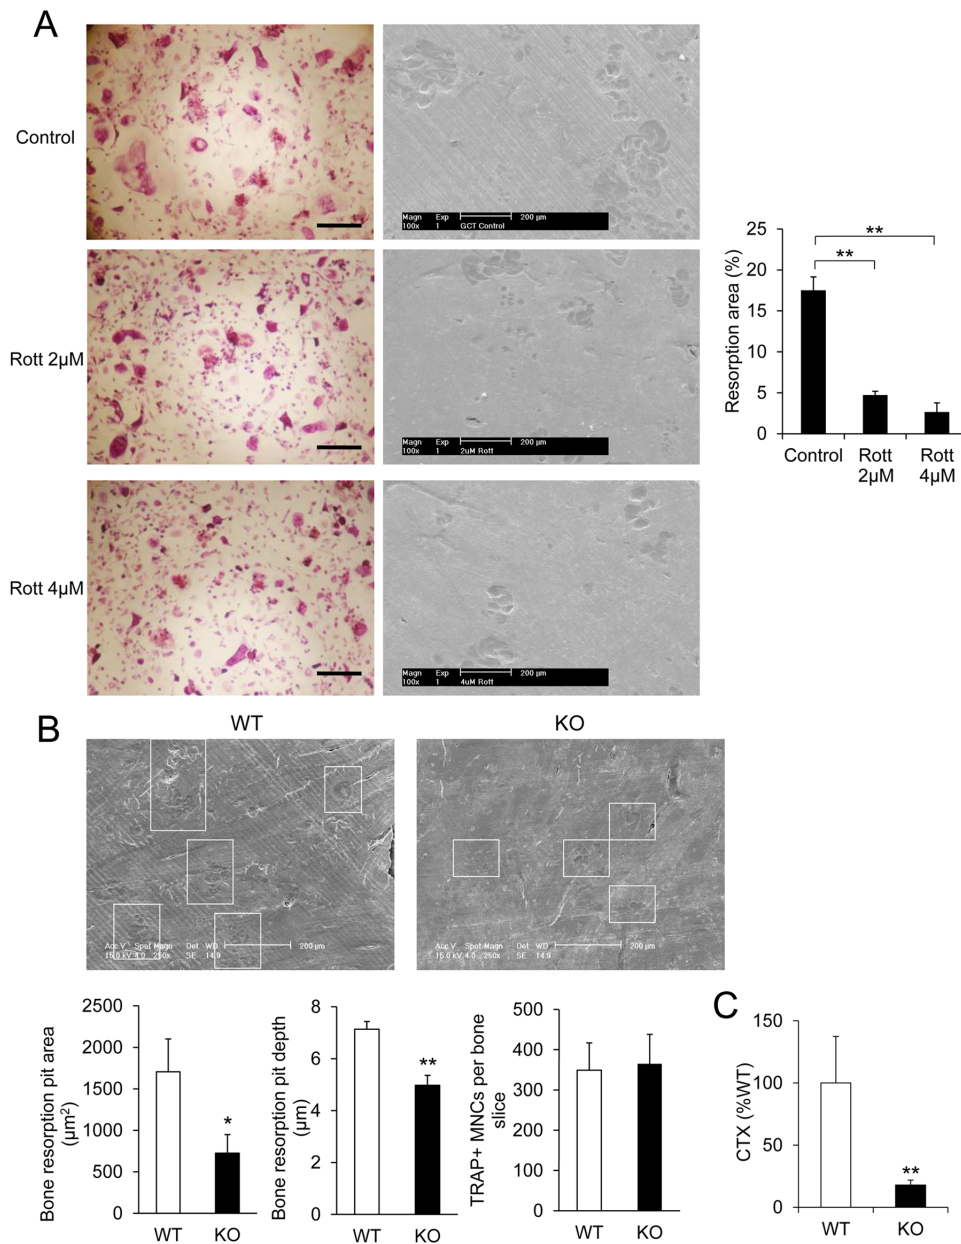 A
Control
Magn Exp 200 µm
100x 1 GCT Control
Rott 2µM
Magn Exp 200 µm
100x 1 2uM Rott
Rott 4µM
Magn Exp 200 µm
100x 1 4uM Rott
Resorption area (%)
25
20
15
10
5
0
**
**
Control
Rott
2µM
Rott
4µM
B
WT
KO
Acc.V Spot Magn Det WD 200 µm
15.0 kV 4.0 250x SE 14.9
Acc.V Spot Magn Det WD 200 µm
15.0 kV 4.0 250x SE 14.9
Bone resorption pit area
(µm²)
2500
2000
1500
1000
500
0
*
WT KO
Bone resorption pit depth
(µm)
8
6
4
2
0
**
WT KO
TRAP+ MNCs per bone
slice
500
400
300
200
100
0
WT KO
C
CTX (%WT)
150
100
50
0
**
WT KO